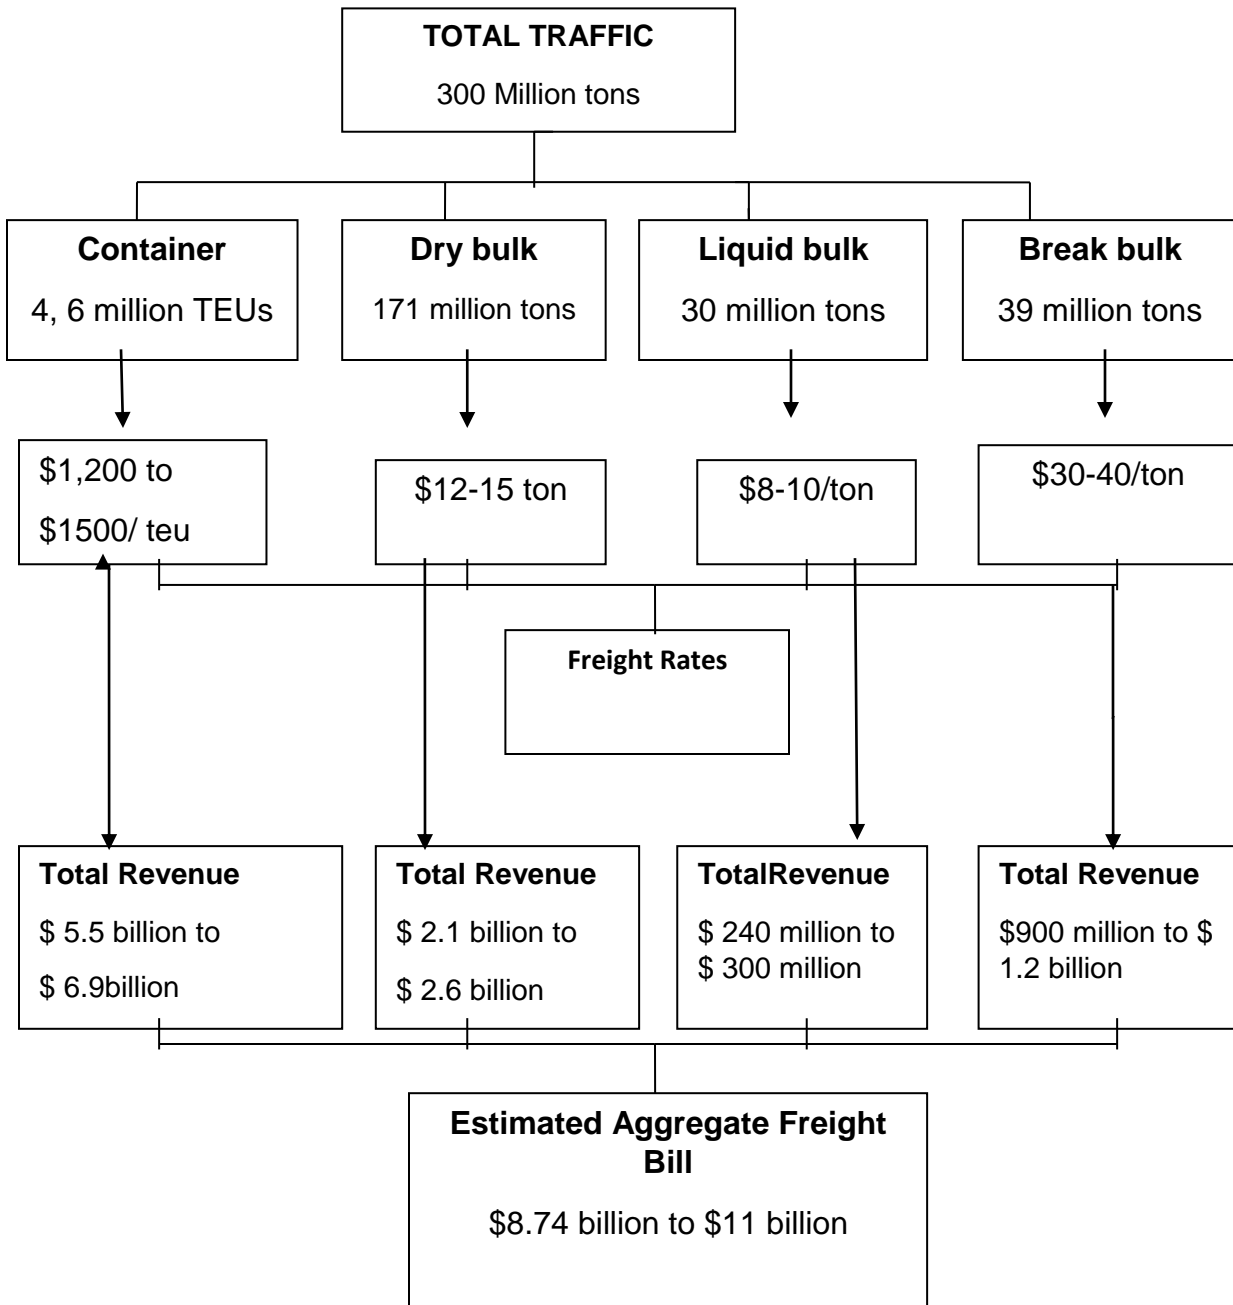 TOTAL TRAFFIC
300 Million tons
Container
4, 6 million TEUs
Dry bulk
171 million tons
Liquid bulk
30 million tons
Break bulk
39 million tons
$1,200 to
$1500/ teu
$12-15 ton
$8-10/ton
$30-40/ton
Freight Rates
Total Revenue
$ 5.5 billion to
$ 6.9billion
Total Revenue
$ 2.1 billion to
$ 2.6 billion
TotalRevenue
$ 240 million to
$ 300 million
Total Revenue
$900 million to $
1.2 billion
Estimated Aggregate Freight
Bill
$8.74 billion to $11 billion